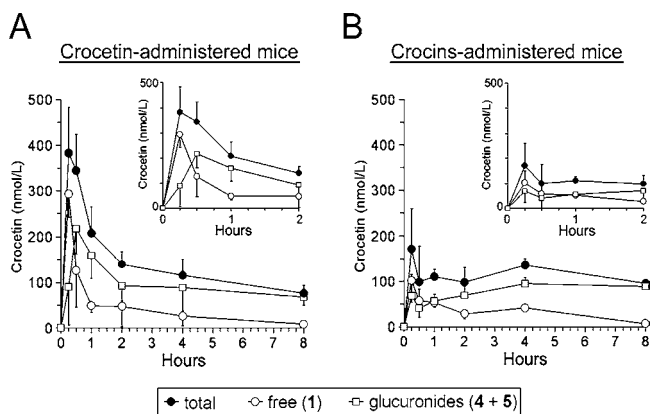 A
B
Crocetin-administered mice
Crocins-administered mice
500
400
300
200
100
0
Crocetin (nmol/L)
0
1
2
4
6
8
Hours
500
0
Crocetin (nmol/L)
0
1
2
Hours
500
400
300
200
100
0
Crocetin (nmol/L)
0
1
2
4
6
8
Hours
500
0
Crocetin (nmol/L)
0
1
2
Hours
total free (1) glucuronides (4 + 5)